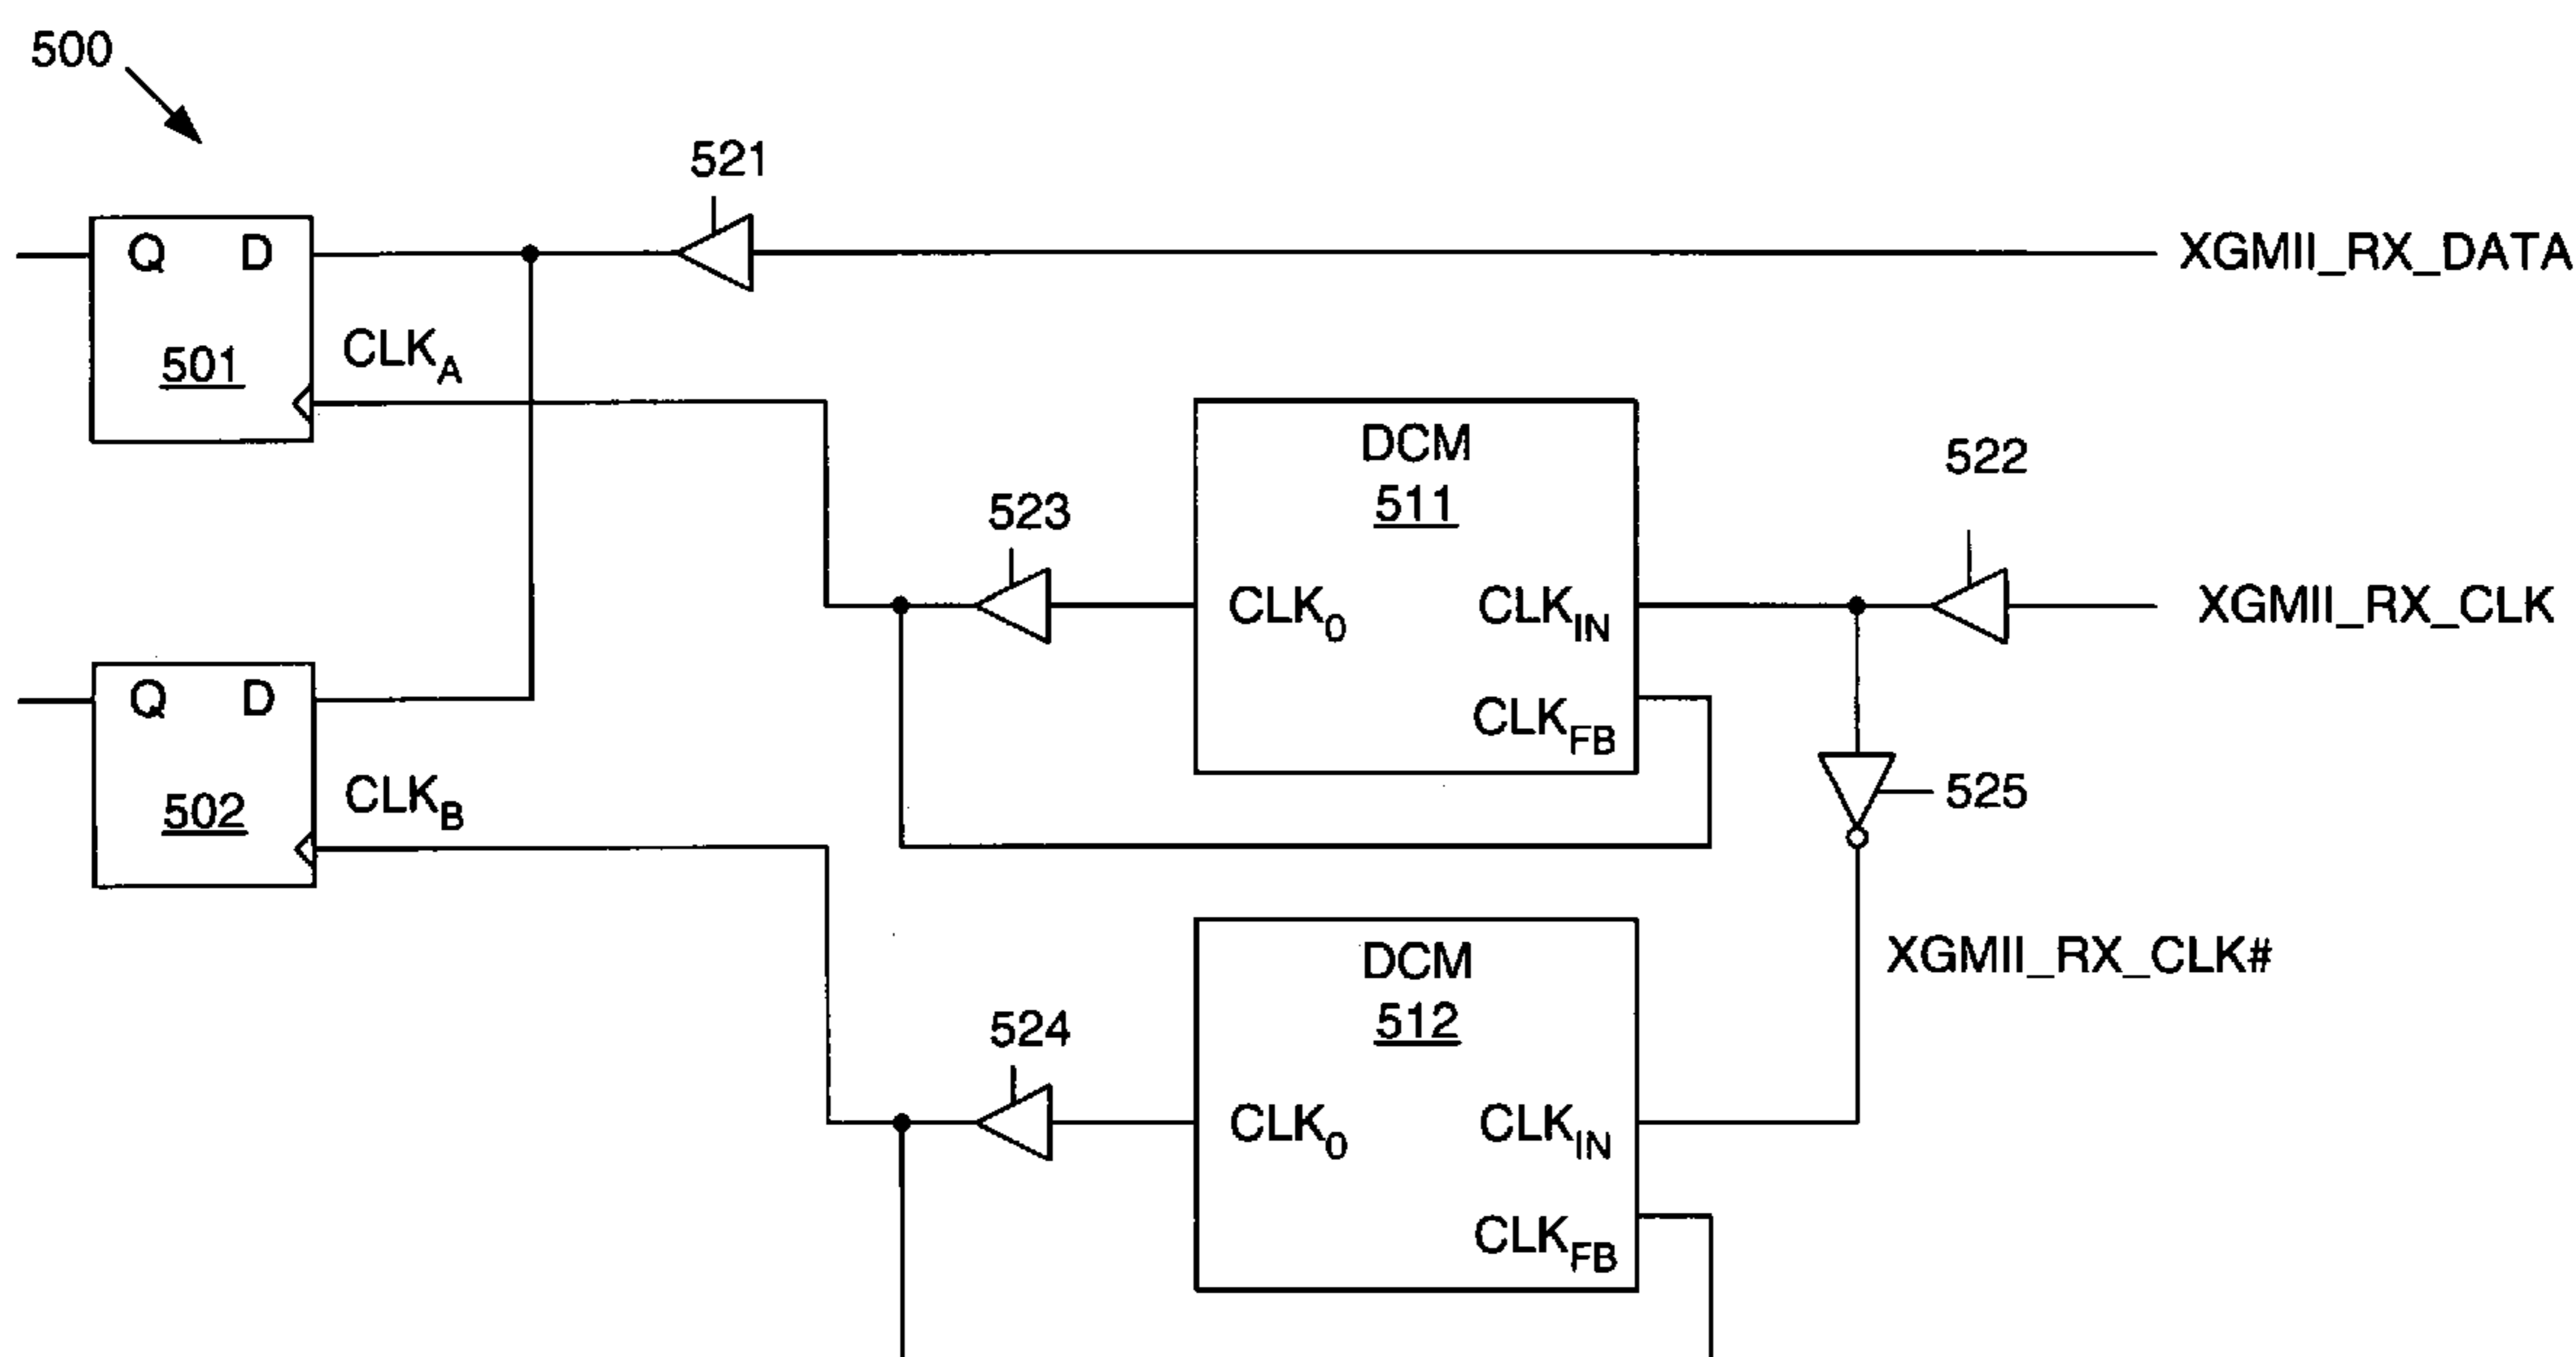 500
521
XGMII_RX_DATA
Q D
501
CLKA
DCM
511
522
523
CLK0
CLKIN
XGMII_RX_CLK
CLKFB
Q D
502
CLKB
525
XGMII_RX_CLK#
DCM
512
524
CLK0
CLKIN
CLKFB